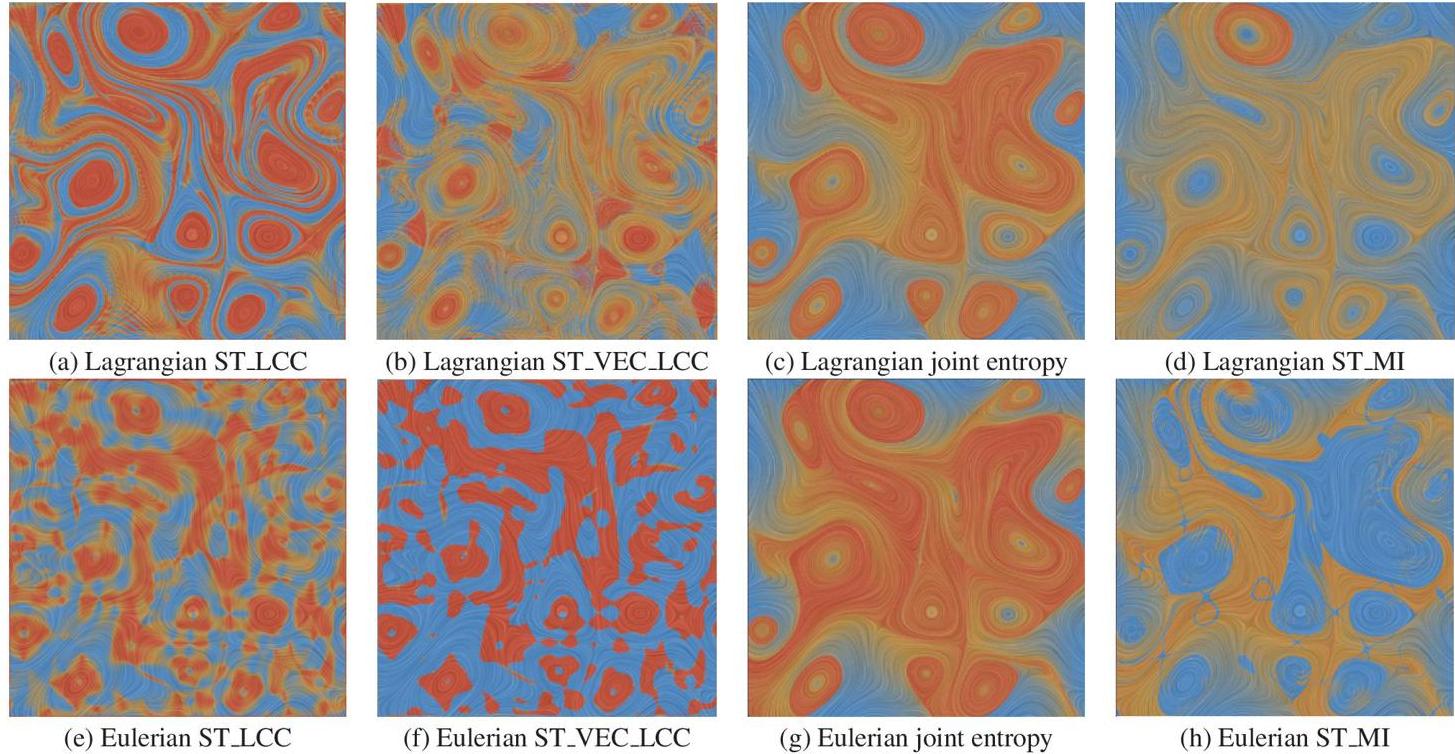 (a) Lagrangian ST_LCC
(b) Lagrangian ST_VEC_LCC
(c) Lagrangian joint entropy
(d) Lagrangian ST_MI
(e) Eulerian ST_LCC
(f) Eulerian ST_VEC_LCC
(g) Eulerian joint entropy
(h) Eulerian ST_MI